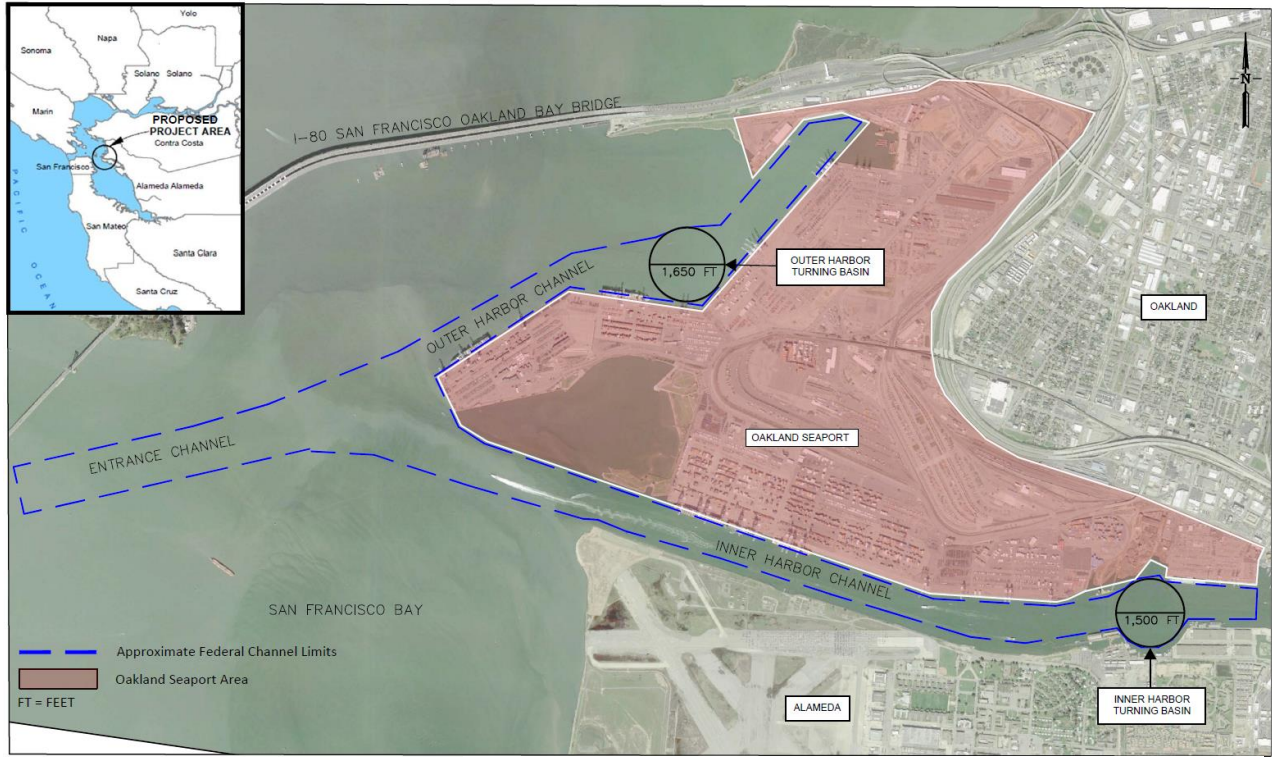 Yolo
Napa
Sonoma
Solano
Solano
Marin
PROPOSED
PROJECT AREA
Contra Costa
San Francisco
Alameda Alameda
San Mateo
Santa Clara
Santa Cruz
PACIFIC OCEAN
I-80 SAN FRANCISCO OAKLAND BAY BRIDGE
N
1,650 FT
OUTER HARBOR
TURNING BASIN
OAKLAND
OUTER HARBOR CHANNEL
ENTRANCE CHANNEL
OAKLAND SEAPORT
INNER HARBOR CHANNEL
SAN FRANCISCO BAY
1,500 FT
Approximate Federal Channel Limits
Oakland Seaport Area
FT = FEET
ALAMEDA
INNER HARBOR
TURNING BASIN